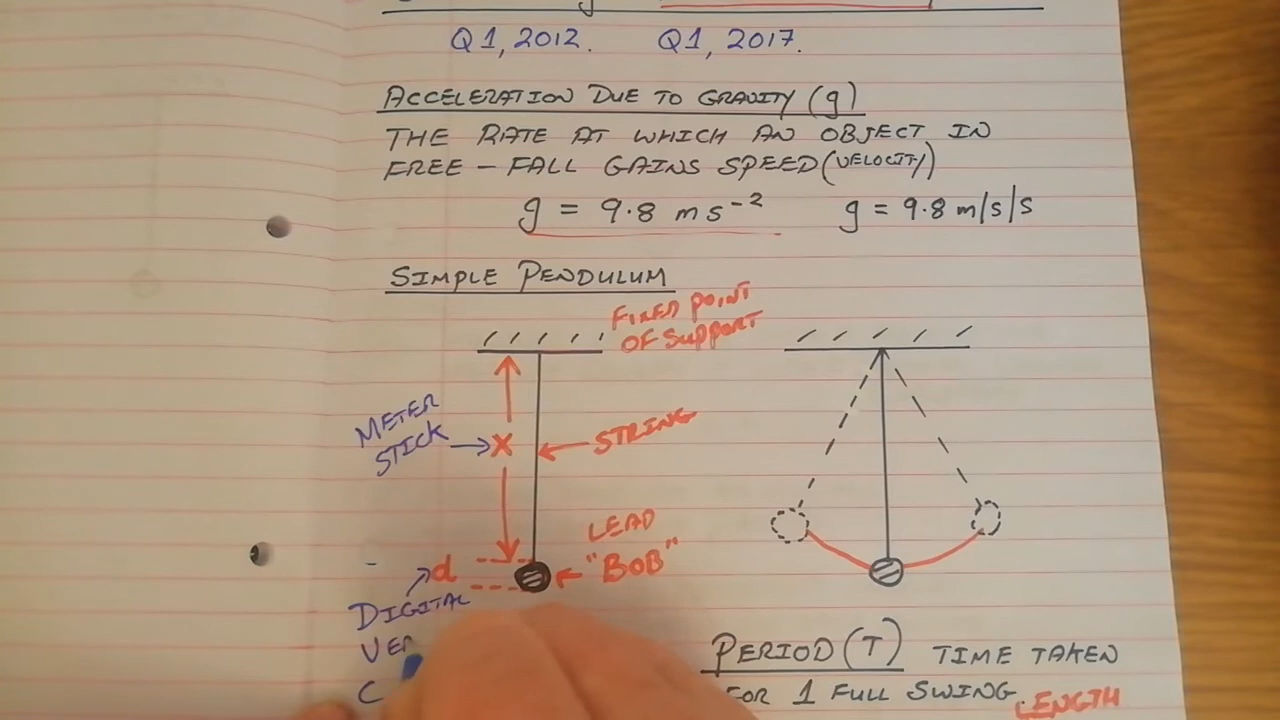 Q1, 2012. Q1, 2017.
ACCELERATION DUE TO GRAVITY (g)
THE RATE AT WHICH AN OBJECT IN
FREE - FALL GAINS SPEED (VELOCITY)
g = 9.8 ms⁻² g = 9.8 m/s/s
SIMPLE PENDULUM
FIXED POINT
OF SUPPORT
METER
STICK
X
STRING
LEAD
"BOB"
d
DIGITAL
VER
C
PERIOD (T) TIME TAKEN
FOR 1 FULL SWING.
LENGTH